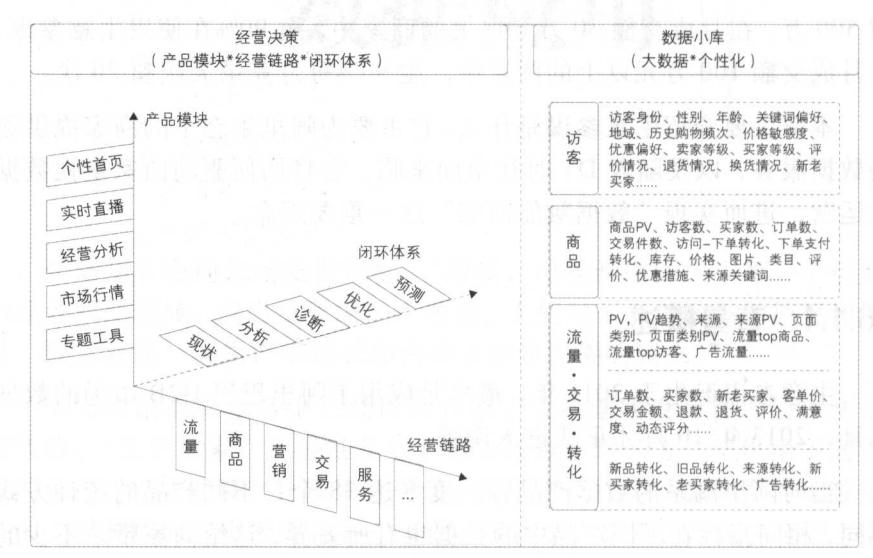 经营决策
（产品模块*经营链路*闭环体系）
产品模块
个性首页
实时直播
经营分析
市场行情
专题工具
闭环体系
现状
分析
诊断
优化
预测
经营链路
流量
商品
营销
交易
服务
...
数据小库
（大数据*个性化）
访客
访客身份、性别、年龄、关键词偏好、
地域、历史购物频次、价格敏感度、
优惠偏好、卖家等级、买家等级、评
价情况、退货情况、换货情况、新老
买家......
商品
商品PV、访客数、买家数、订单数、
交易件数、访问-下单转化、下单支付
转化、库存、价格、图片、类目、评
价、优惠措施、来源关键词......
流量·交易·转化
PV，PV趋势、来源、来源PV、页面
类别、页面类别PV、流量top商品、
流量top访客、广告流量......
订单数、买家数、新老买家、客单价、
交易金额、退款、退货、评价、满意
度、动态评分......
新品转化、旧品转化、来源转化、新
买家转化、老买家转化、广告转化......